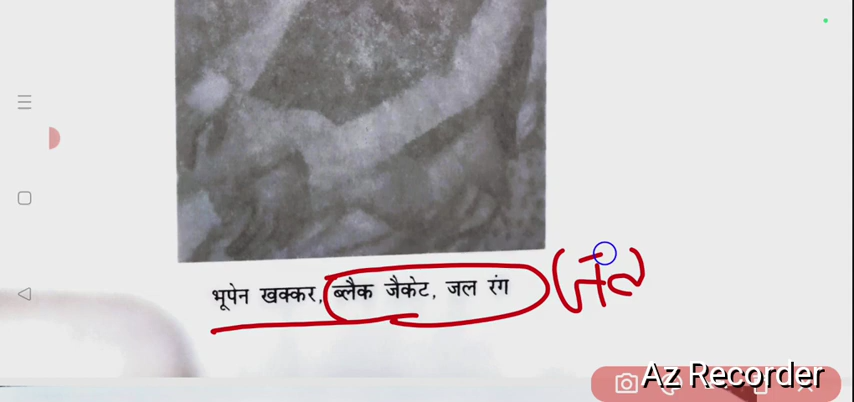 भूपेन खक्कर, ब्लैक जैकेट, जल रंग
Az Recorder